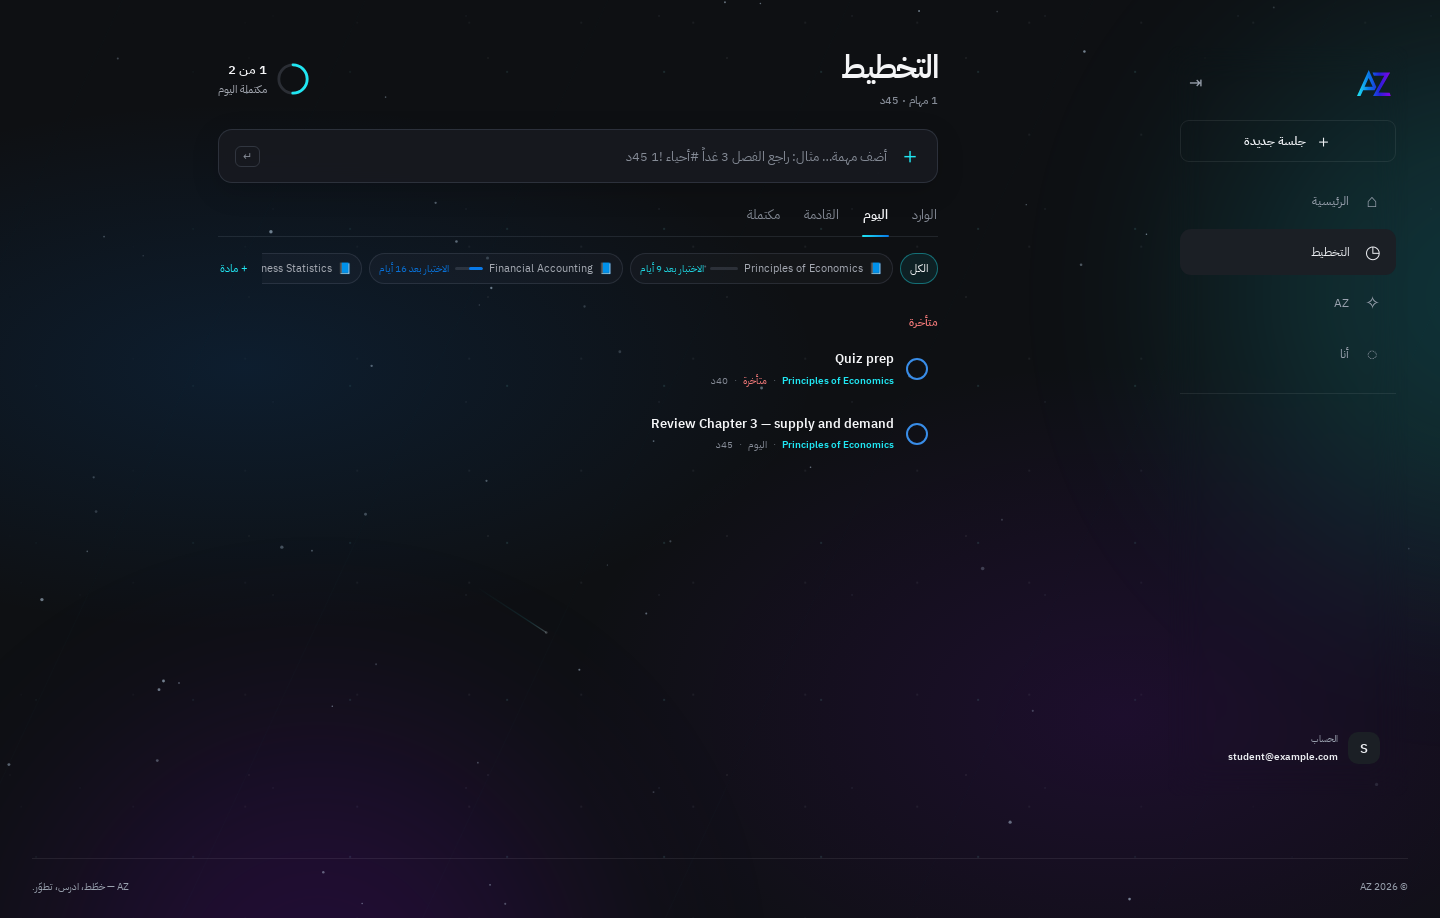 AZ
جلسة جديدة +
الرئيسية
التخطيط
AZ
أنا
الحساب
S
student@example.com
التخطيط
1 مهام • 45د
1 من 2
مكتملة اليوم
+ أضف مهمة... مثال: راجع الفصل 3 غداً #أحياء !1 45د
الوارد اليوم القادمة مكتملة
الكل
Principles of Economics الاختبار بعد 9 أيام
Financial Accounting الاختبار بعد 16 أيام
ness Statistics
+ مادة
متأخرة
Quiz prep
Principles of Economics · متأخرة · 40د
Review Chapter 3 — supply and demand
Principles of Economics · اليوم · 45د
© 2026 AZ
AZ — خطّط، ادرس، تطوّر.